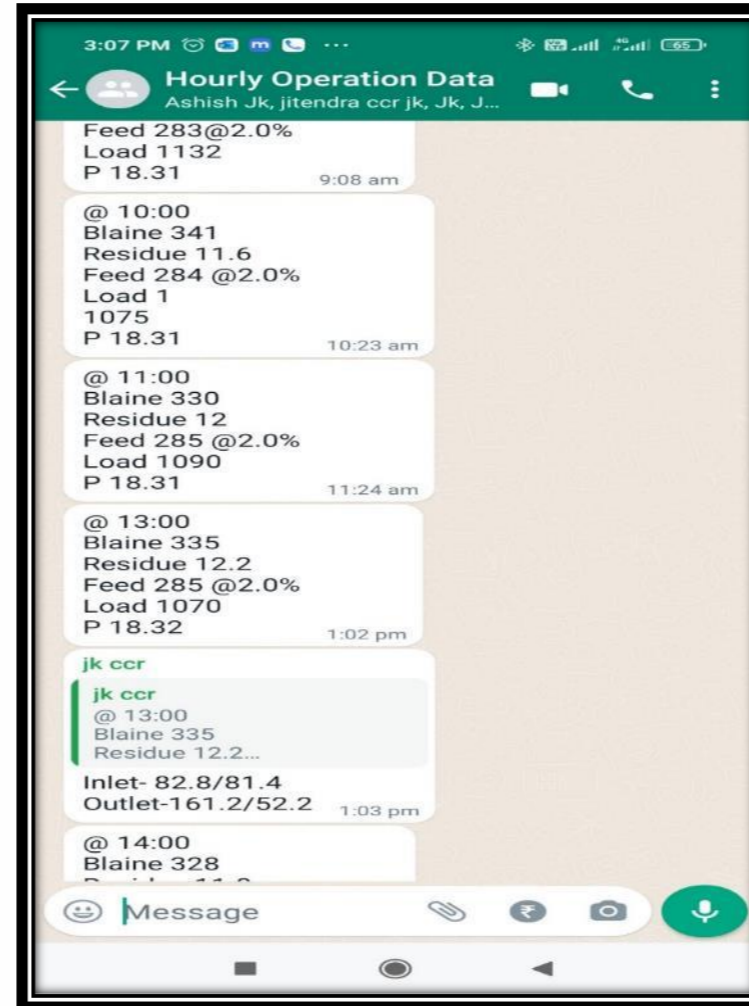 3:07 PM
4G
65
Hourly Operation Data
Ashish Jk, jitendra ccr jk, Jk, J...
Feed 283@2.0%
Load 1132
P 18.31
9:08 am
@ 10:00
Blaine 341
Residue 11.6
Feed 284 @2.0%
Load 1
1075
P 18.31
10:23 am
@ 11:00
Blaine 330
Residue 12
Feed 285 @2.0%
Load 1090
P 18.31
11:24 am
@ 13:00
Blaine 335
Residue 12.2
Feed 285 @2.0%
Load 1070
P 18.32
1:02 pm
jk ccr
jk ccr
@ 13:00
Blaine 335
Residue 12.2...
Inlet- 82.8/81.4
Outlet-161.2/52.2
1:03 pm
@ 14:00
Blaine 328
Message